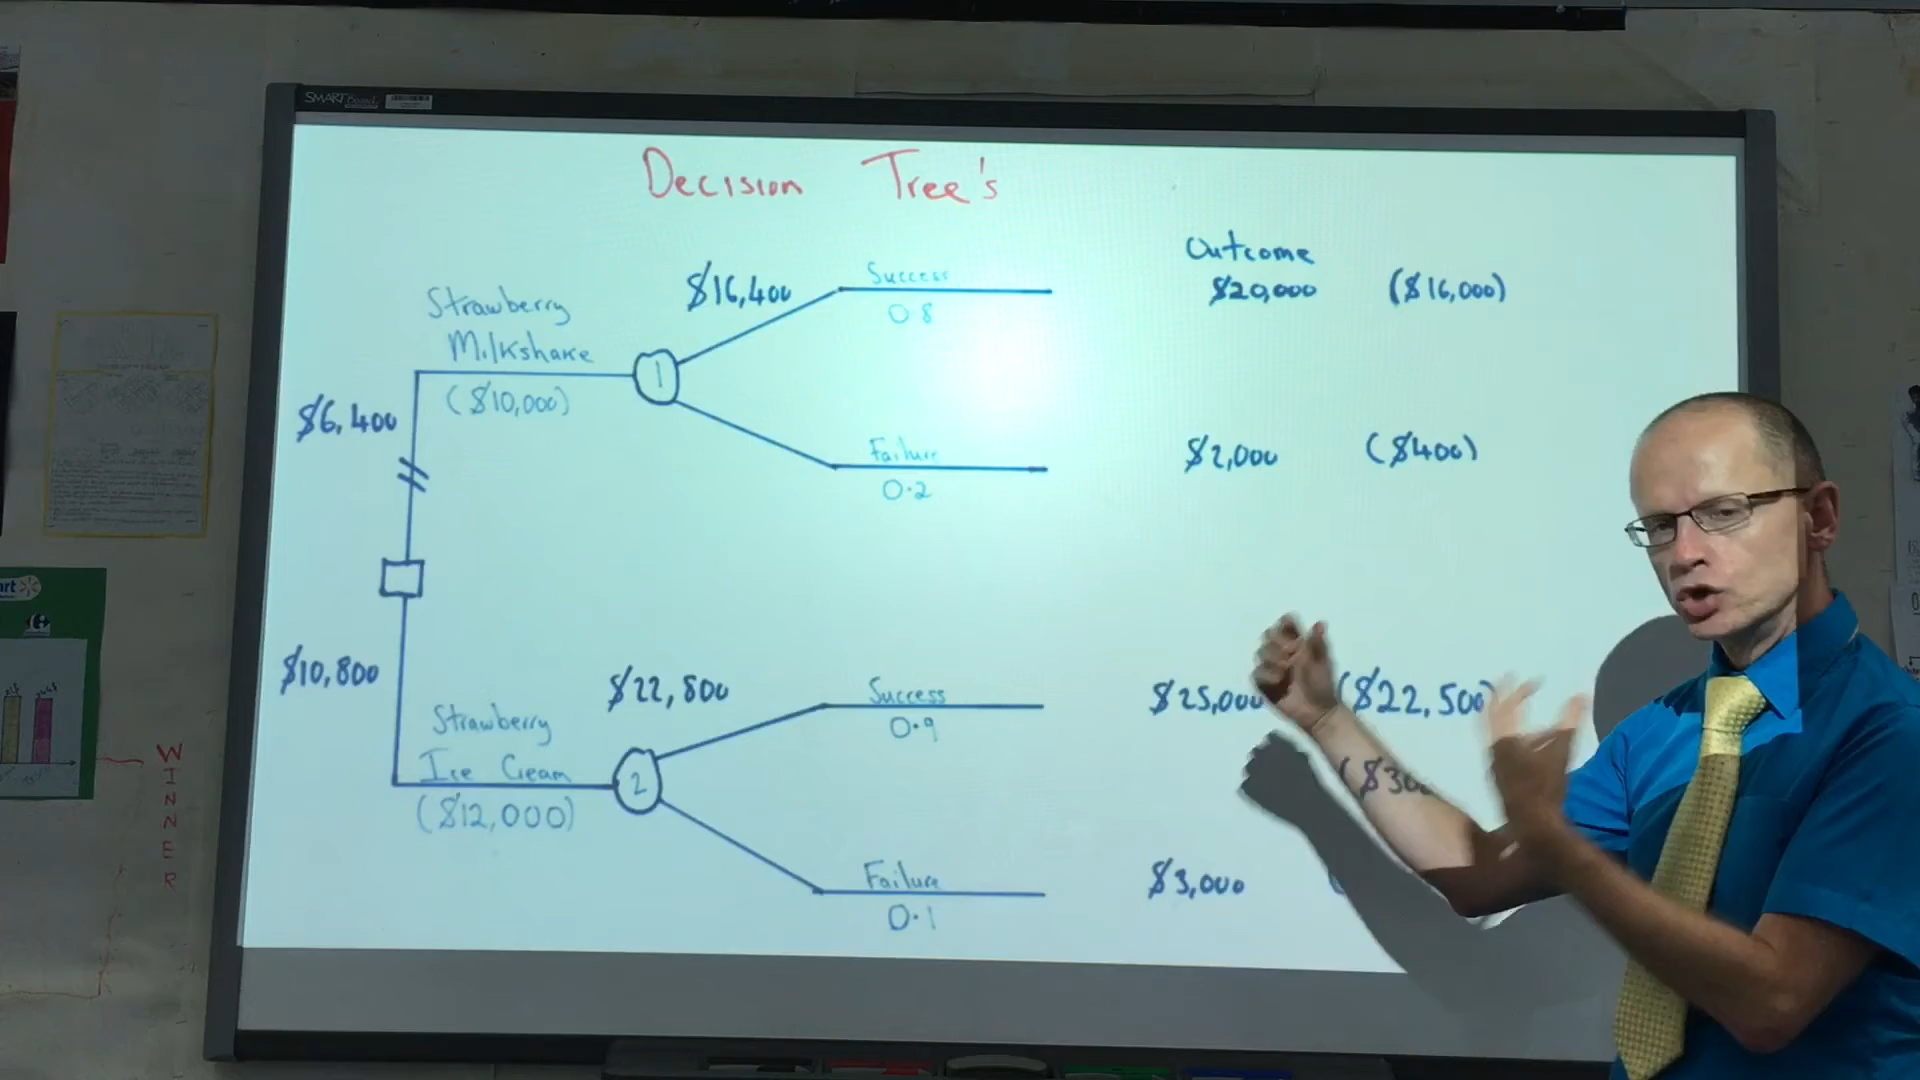 SMART Board
Decision Tree's
Outcome
Strawberry
Milkshake
($10,000)
$16,400
Success
0.8
$20,000 ($16,000)
$6,400
1
Failure
0.2
$2,000 ($400)
$10,800
Strawberry
Ice Cream
($12,000)
$22,800
2
Success
0.9
$25,000 ($22,500)
Failure
0.1
$3,000
WINNER